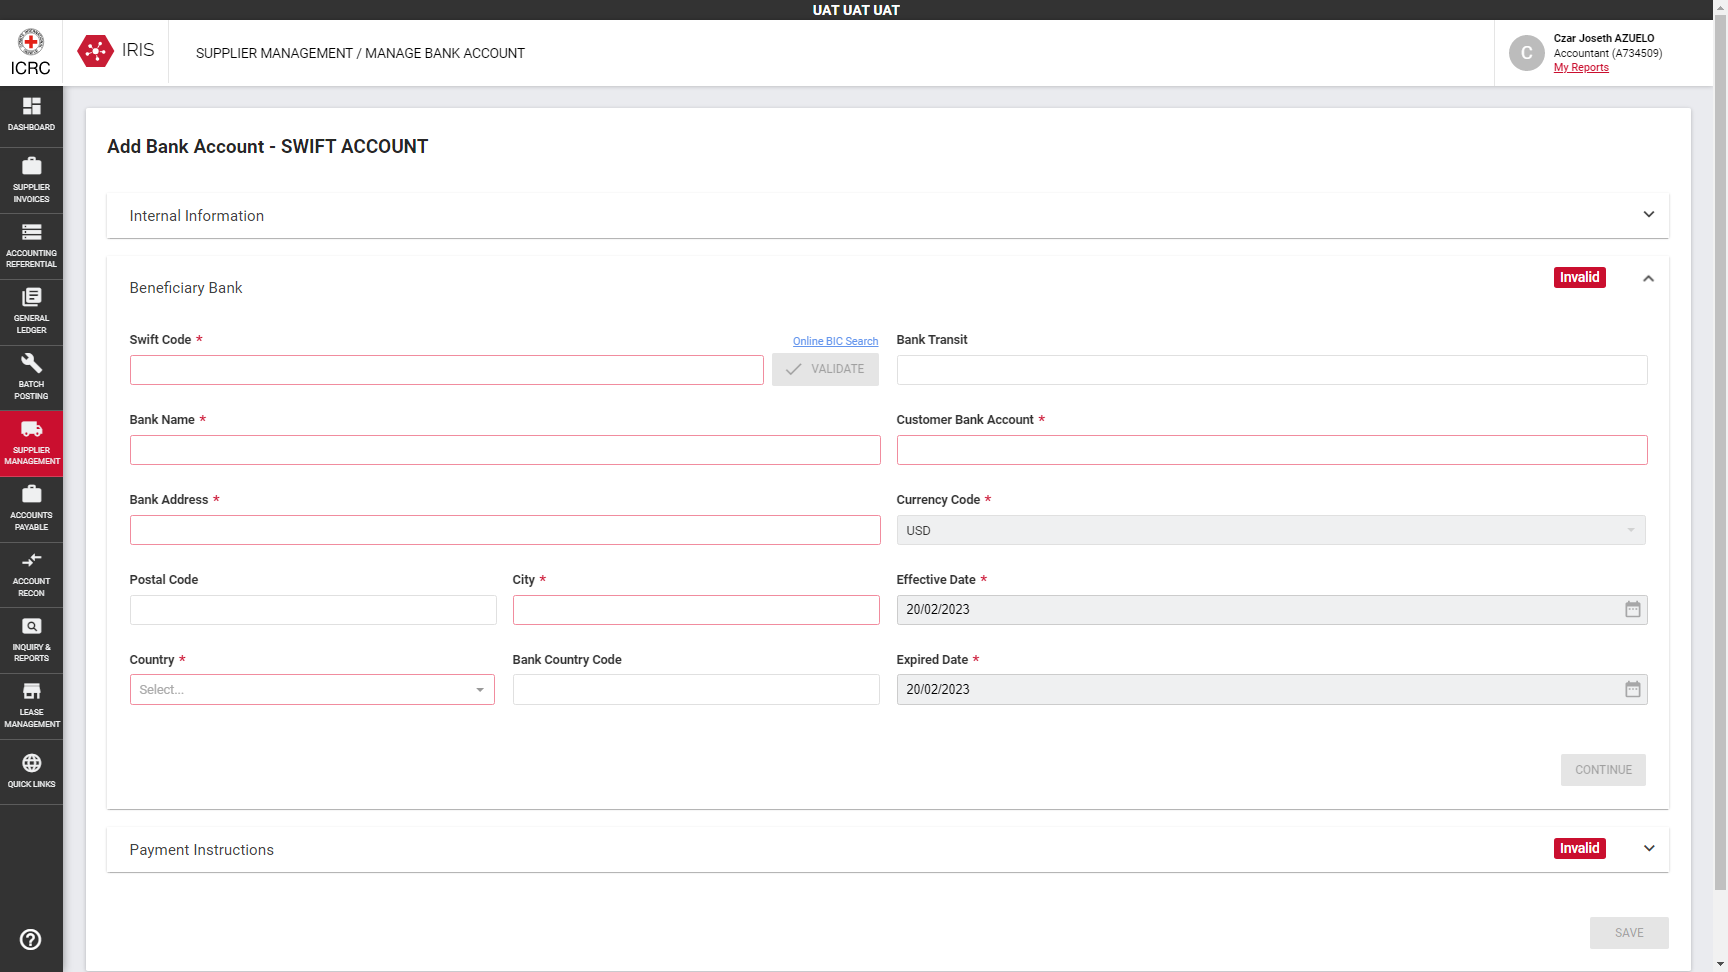 UAT UAT UAT
ICRC
IRIS
SUPPLIER MANAGEMENT / MANAGE BANK ACCOUNT
C
Czar Joseth AZUELO
Accountant (A734509)
My Reports
DASHBOARD
SUPPLIER
INVOICES
ACCOUNTING
REFERENTIAL
GENERAL
LEDGER
BATCH
POSTING
SUPPLIER
MANAGEMENT
ACCOUNTS
PAYABLE
ACCOUNT
RECON
INQUIRY &
REPORTS
LEASE
MANAGEMENT
QUICK LINKS
Add Bank Account - SWIFT ACCOUNT
Internal Information
Beneficiary Bank
Invalid
Swift Code *
Online BIC Search
VALIDATE
Bank Transit
Bank Name *
Customer Bank Account *
Bank Address *
Currency Code *
USD
Postal Code
City *
Effective Date *
20/02/2023
Country *
Select...
Bank Country Code
Expired Date *
20/02/2023
CONTINUE
Payment Instructions
Invalid
SAVE